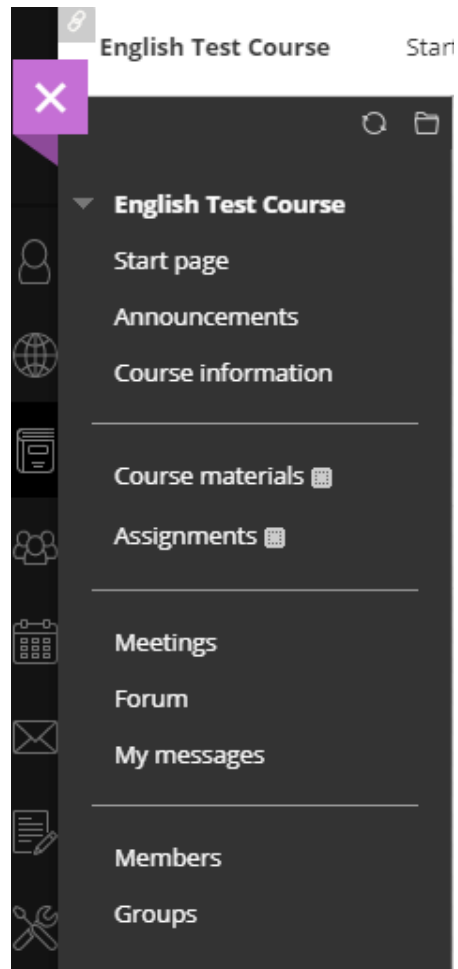 English Test Course
English Test Course
Start page
Announcements
Course information
Course materials
Assignments
Meetings
Forum
My messages
Members
Groups